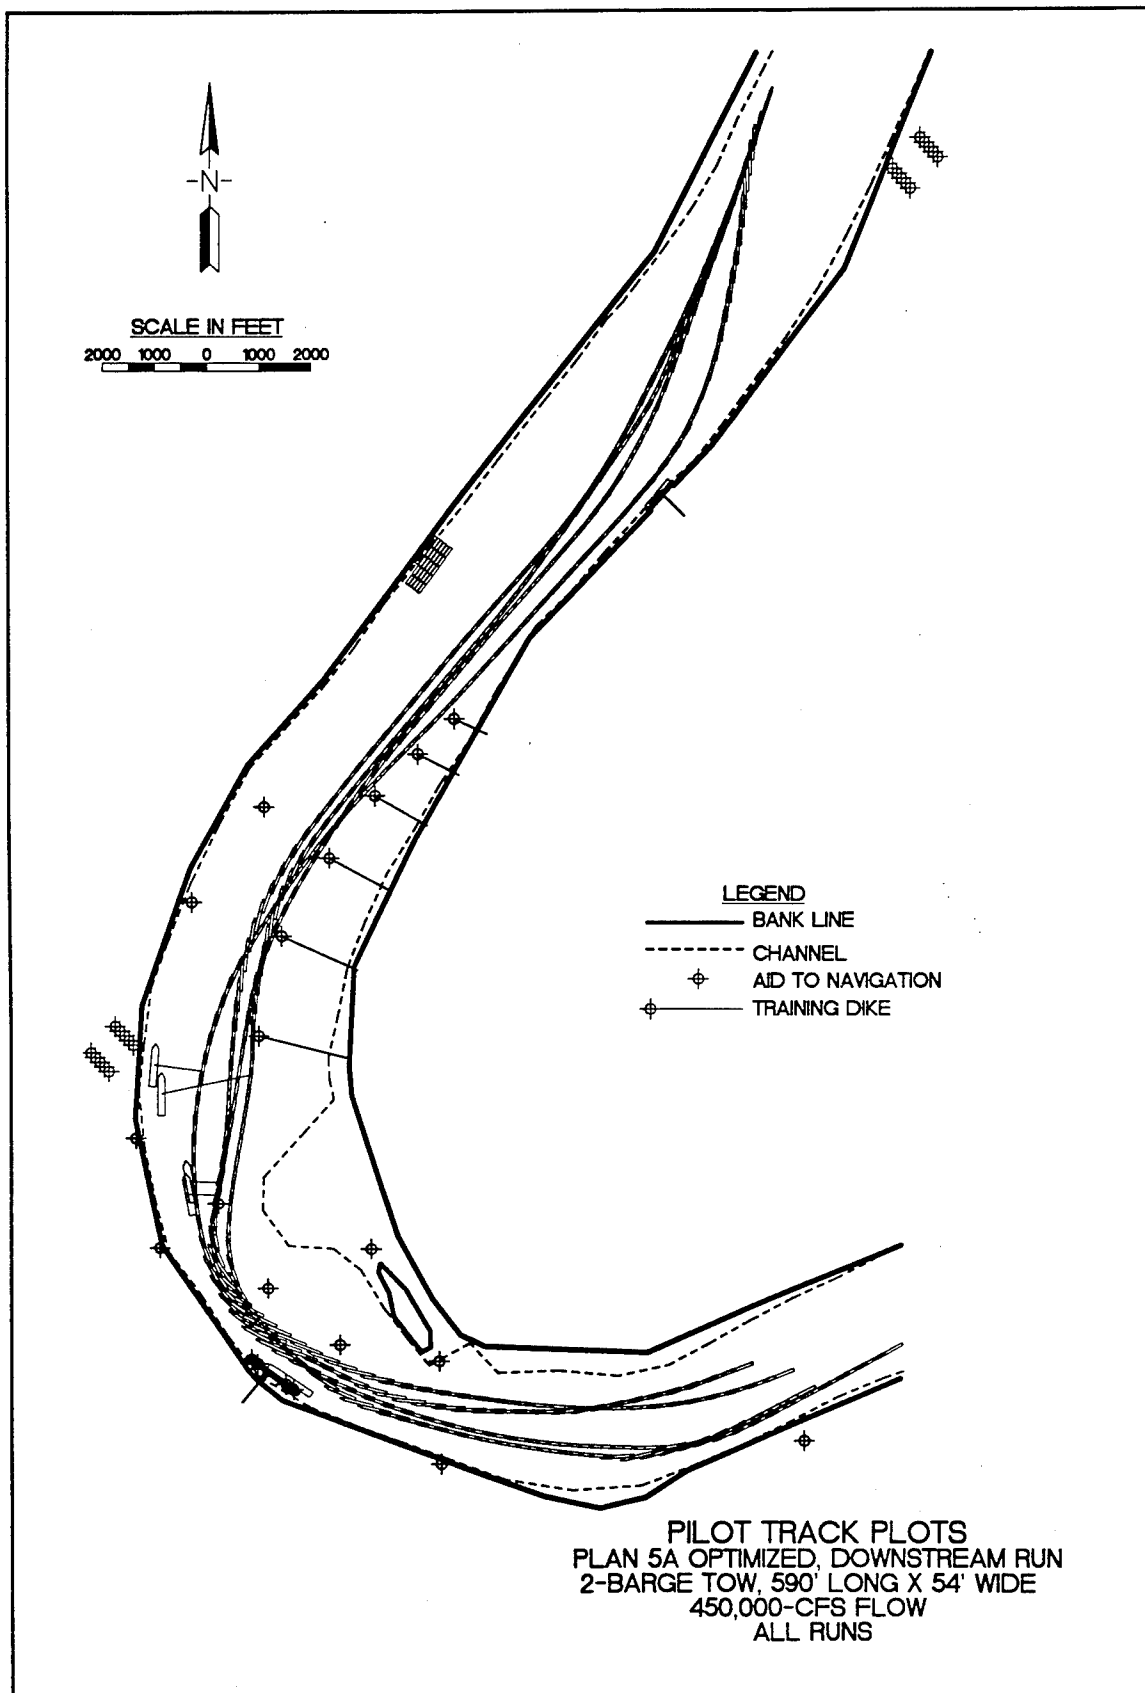 -N-
SCALE IN FEET
2000 1000 0 1000 2000
LEGEND
BANK LINE
CHANNEL
AID TO NAVIGATION
TRAINING DIKE
PILOT TRACK PLOTS
PLAN 5A OPTIMIZED, DOWNSTREAM RUN
2-BARGE TOW, 590' LONG X 54' WIDE
450,000-CFS FLOW
ALL RUNS